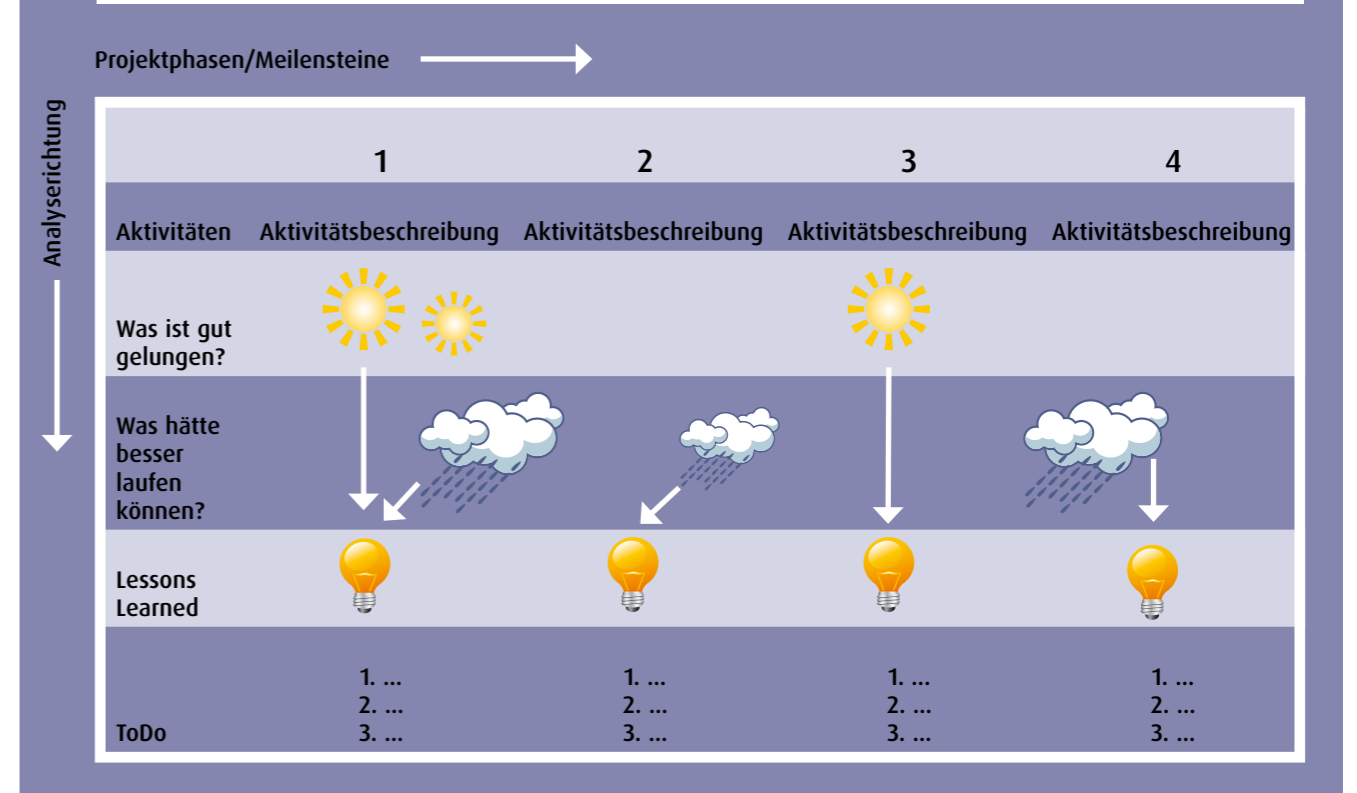 Projektphasen/Meilensteine
Analyserichtung
1 2 3 4
Aktivitäten Aktivitätsbeschreibung Aktivitätsbeschreibung Aktivitätsbeschreibung Aktivitätsbeschreibung
Was ist gut
gelungen?
Was hätte
besser
laufen
können?
Lessons
Learned
1. ... 1. ... 1. ... 1. ...
2. ... 2. ... 2. ... 2. ...
ToDo 3. ... 3. ... 3. ... 3. ...